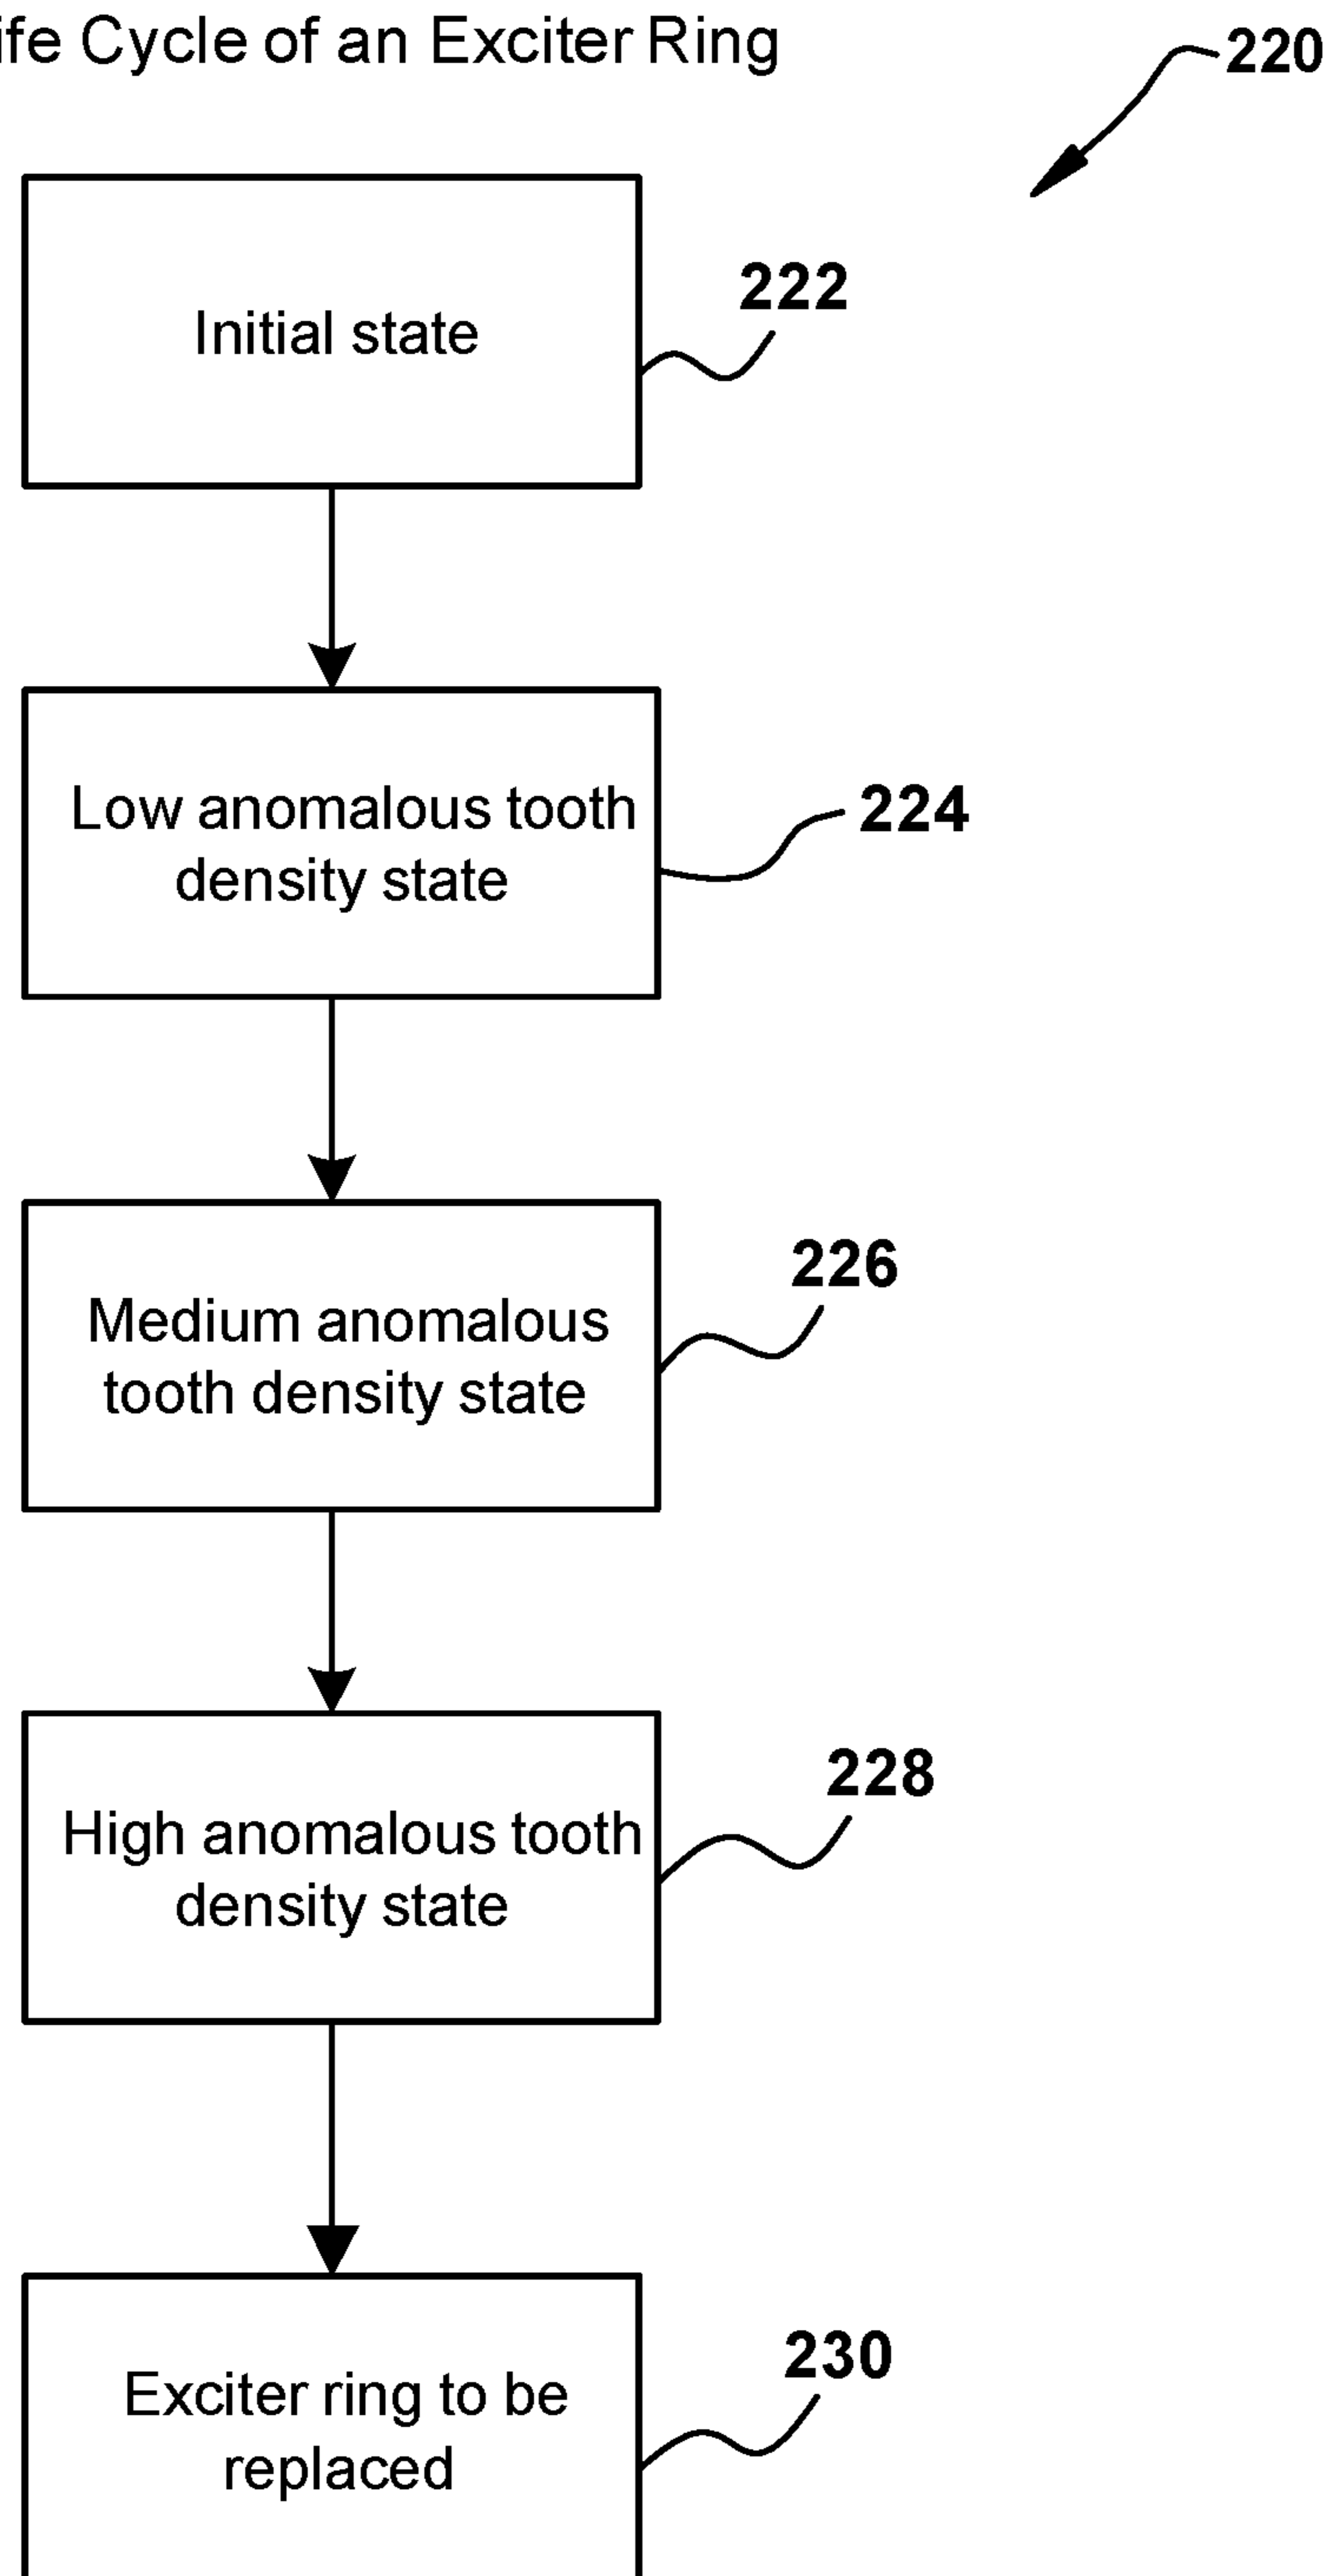 ife Cycle of an Exciter Ring
220
Initial state
222
Low anomalous tooth
density state
224
Medium anomalous
tooth density state
226
High anomalous tooth
density state
228
Exciter ring to be
replaced
230